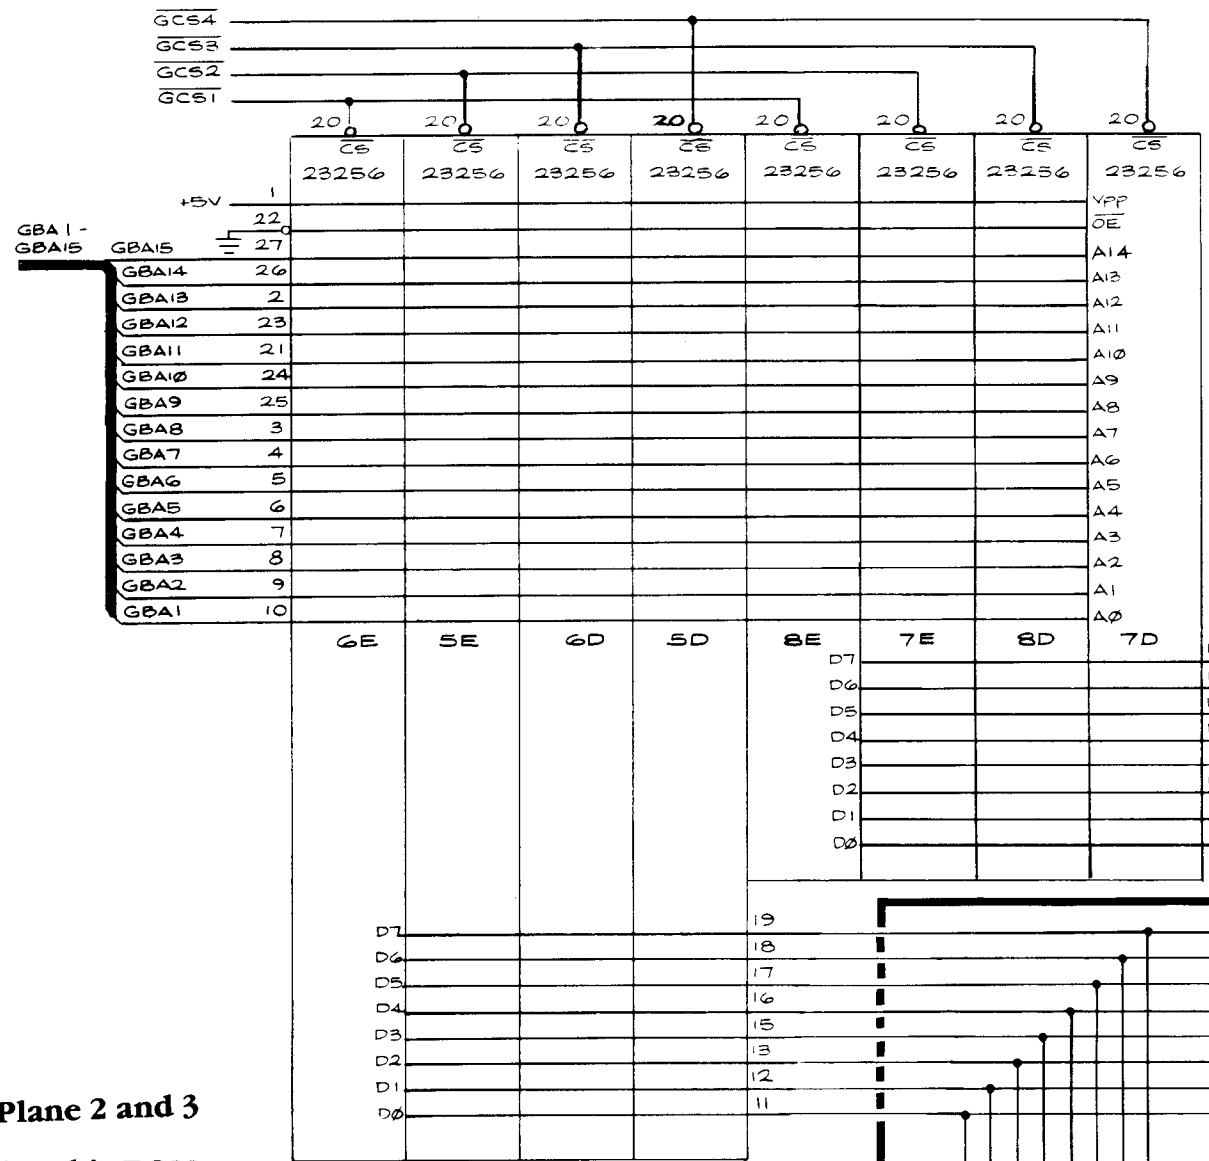 GCS4
GCS3
GCS2
GCS1
20 20 20 20 20 20 20 20
CS CS CS CS CS CS CS CS
23256 23256 23256 23256 23256 23256 23256 23256
+5V 1 VPP
22 OE
GBA1-
GBA15
GBA15 27 A14
GBA14 26 A13
GBA13 2 A12
GBA12 23 A11
GBA11 21 A10
GBA10 24 A9
GBA9 25 A8
GBA8 3 A7
GBA7 4 A6
GBA6 5 A5
GBA5 6 A4
GBA4 7 A3
GBA3 8 A2
GBA2 9 A1
GBA1 10 AØ
6E 5E 6D 5D 8E 7E 8D 7D
D7
D6
D5
D4
D3
D2
D1
DØ
D7 19
D6 18
D5 17
D4 16
D3 15
D2 13
D1 12
DØ 11
Plane 2 and 3